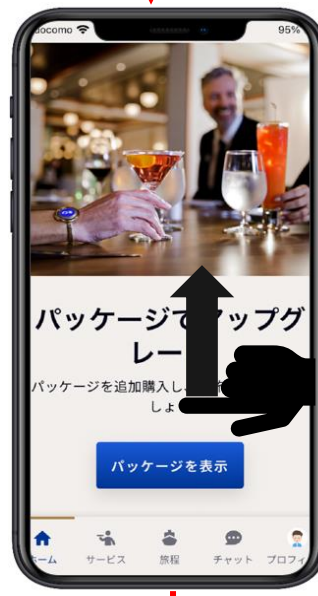 docomo 95%
パッケージでアップグ
レー
パッケージを追加購入し、
しょ
パッケージを表示
ホーム サービス 旅程 チャット プロフィ